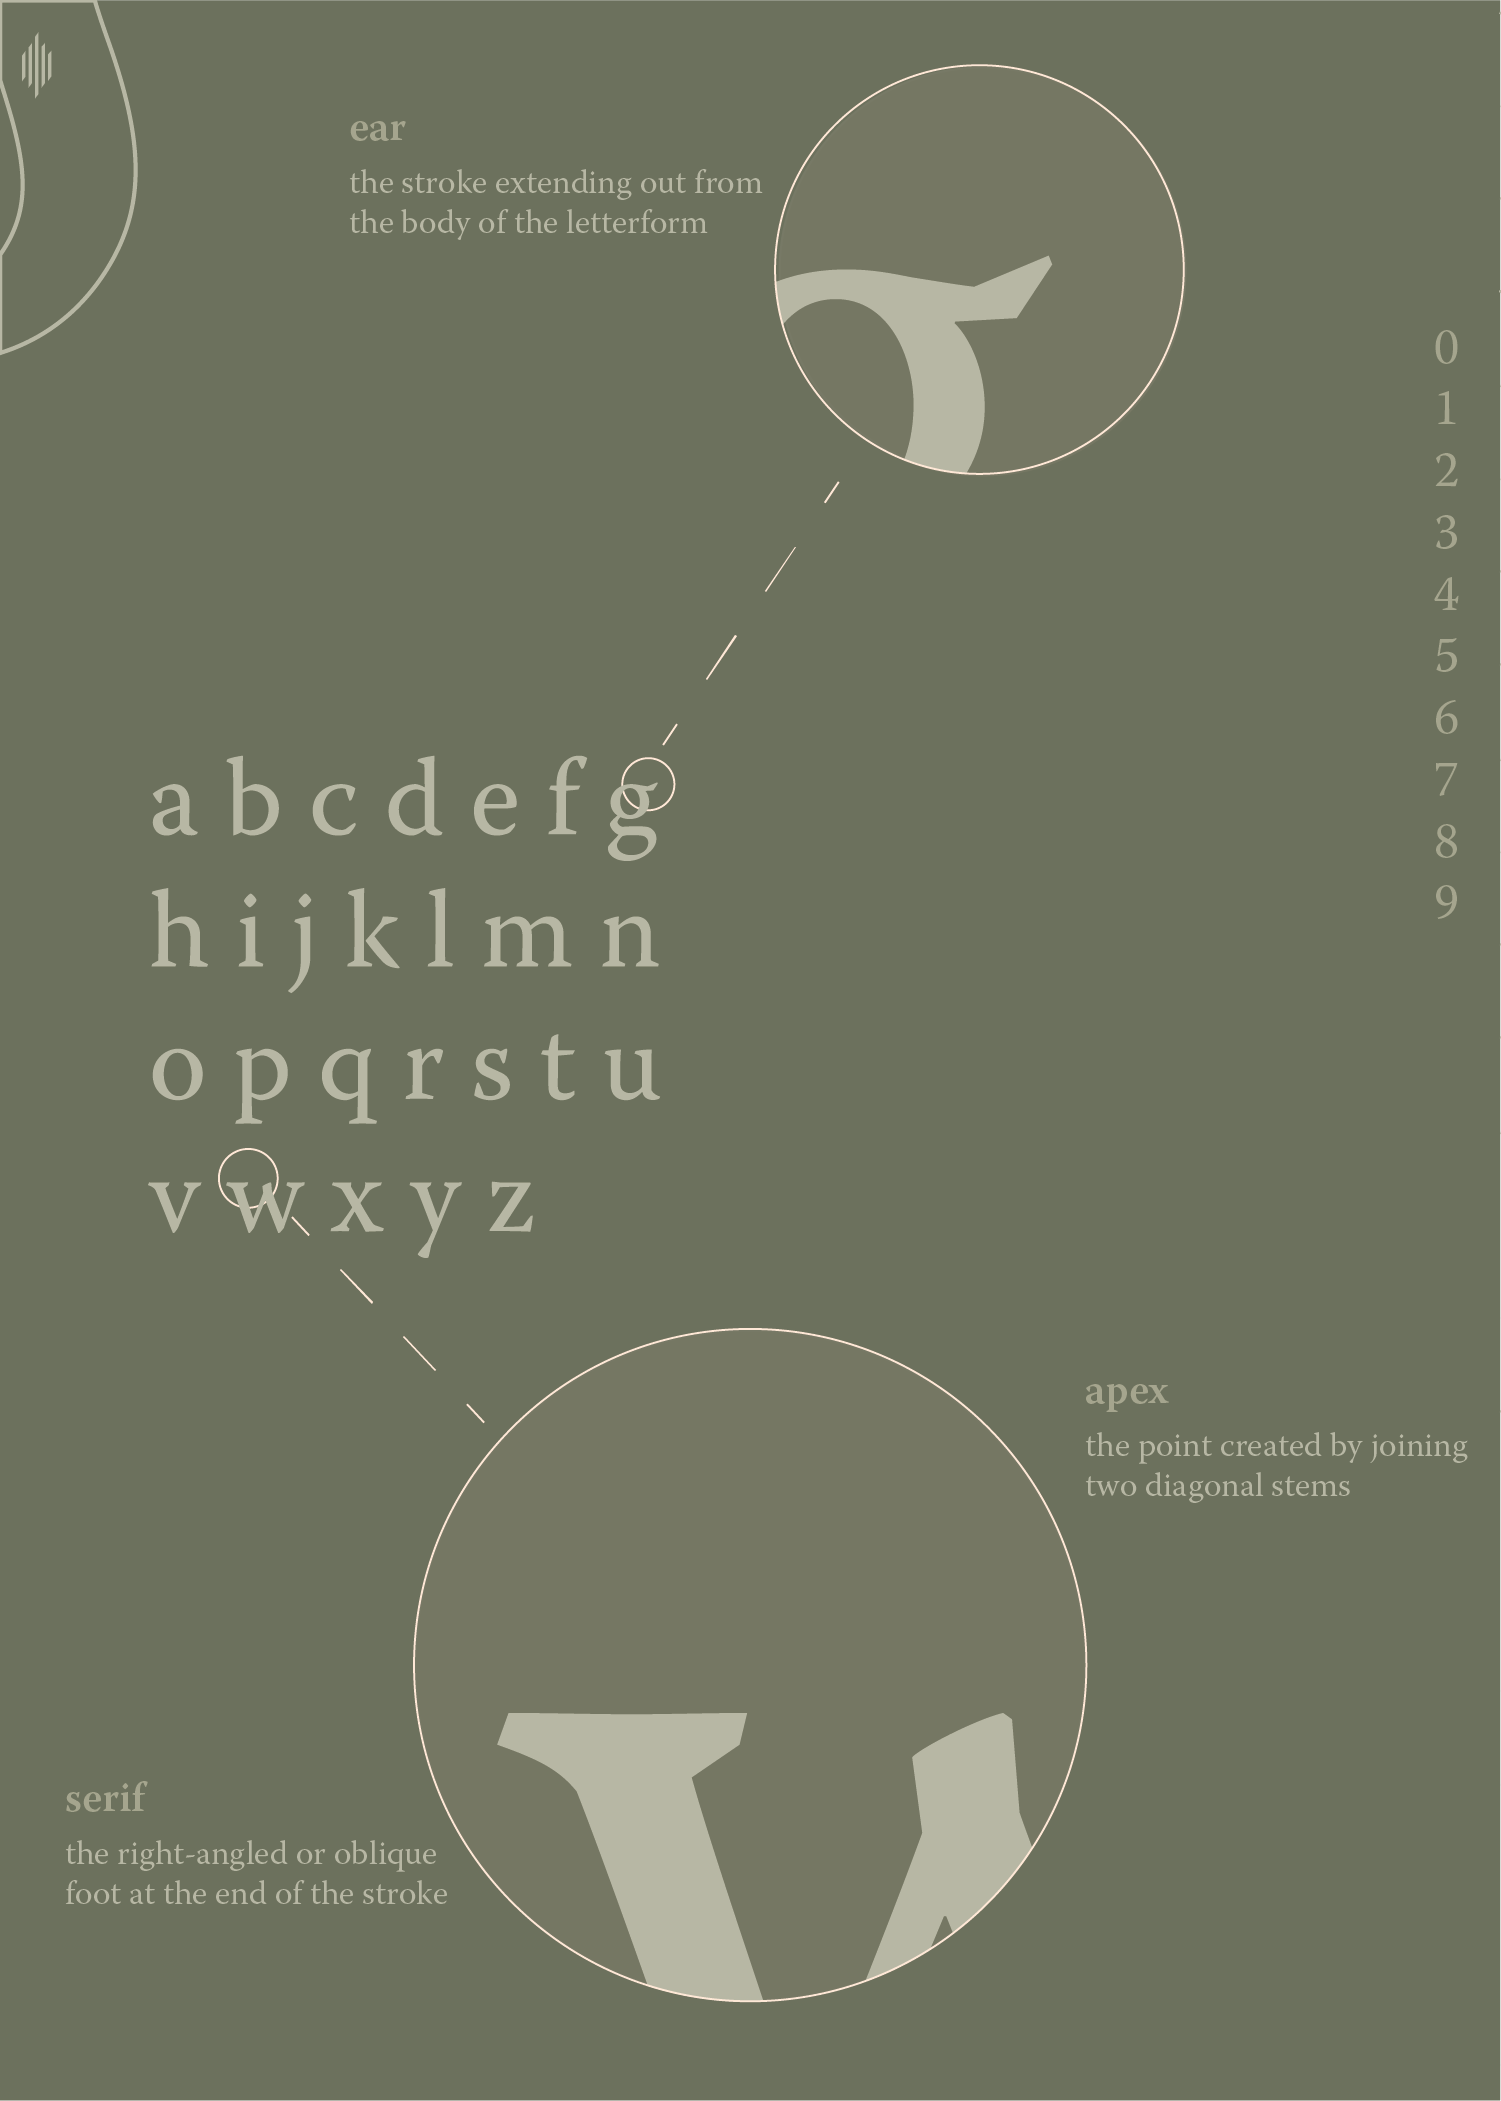 ear
the stroke extending out from
the body of the letterform
0
1
2
3
4
5
6
7
8
9
a b c d e f g
h i j k l m n
o p q r s t u
v w x y z
apex
the point created by joining
two diagonal stems
serif
the right-angled or oblique
foot at the end of the stroke